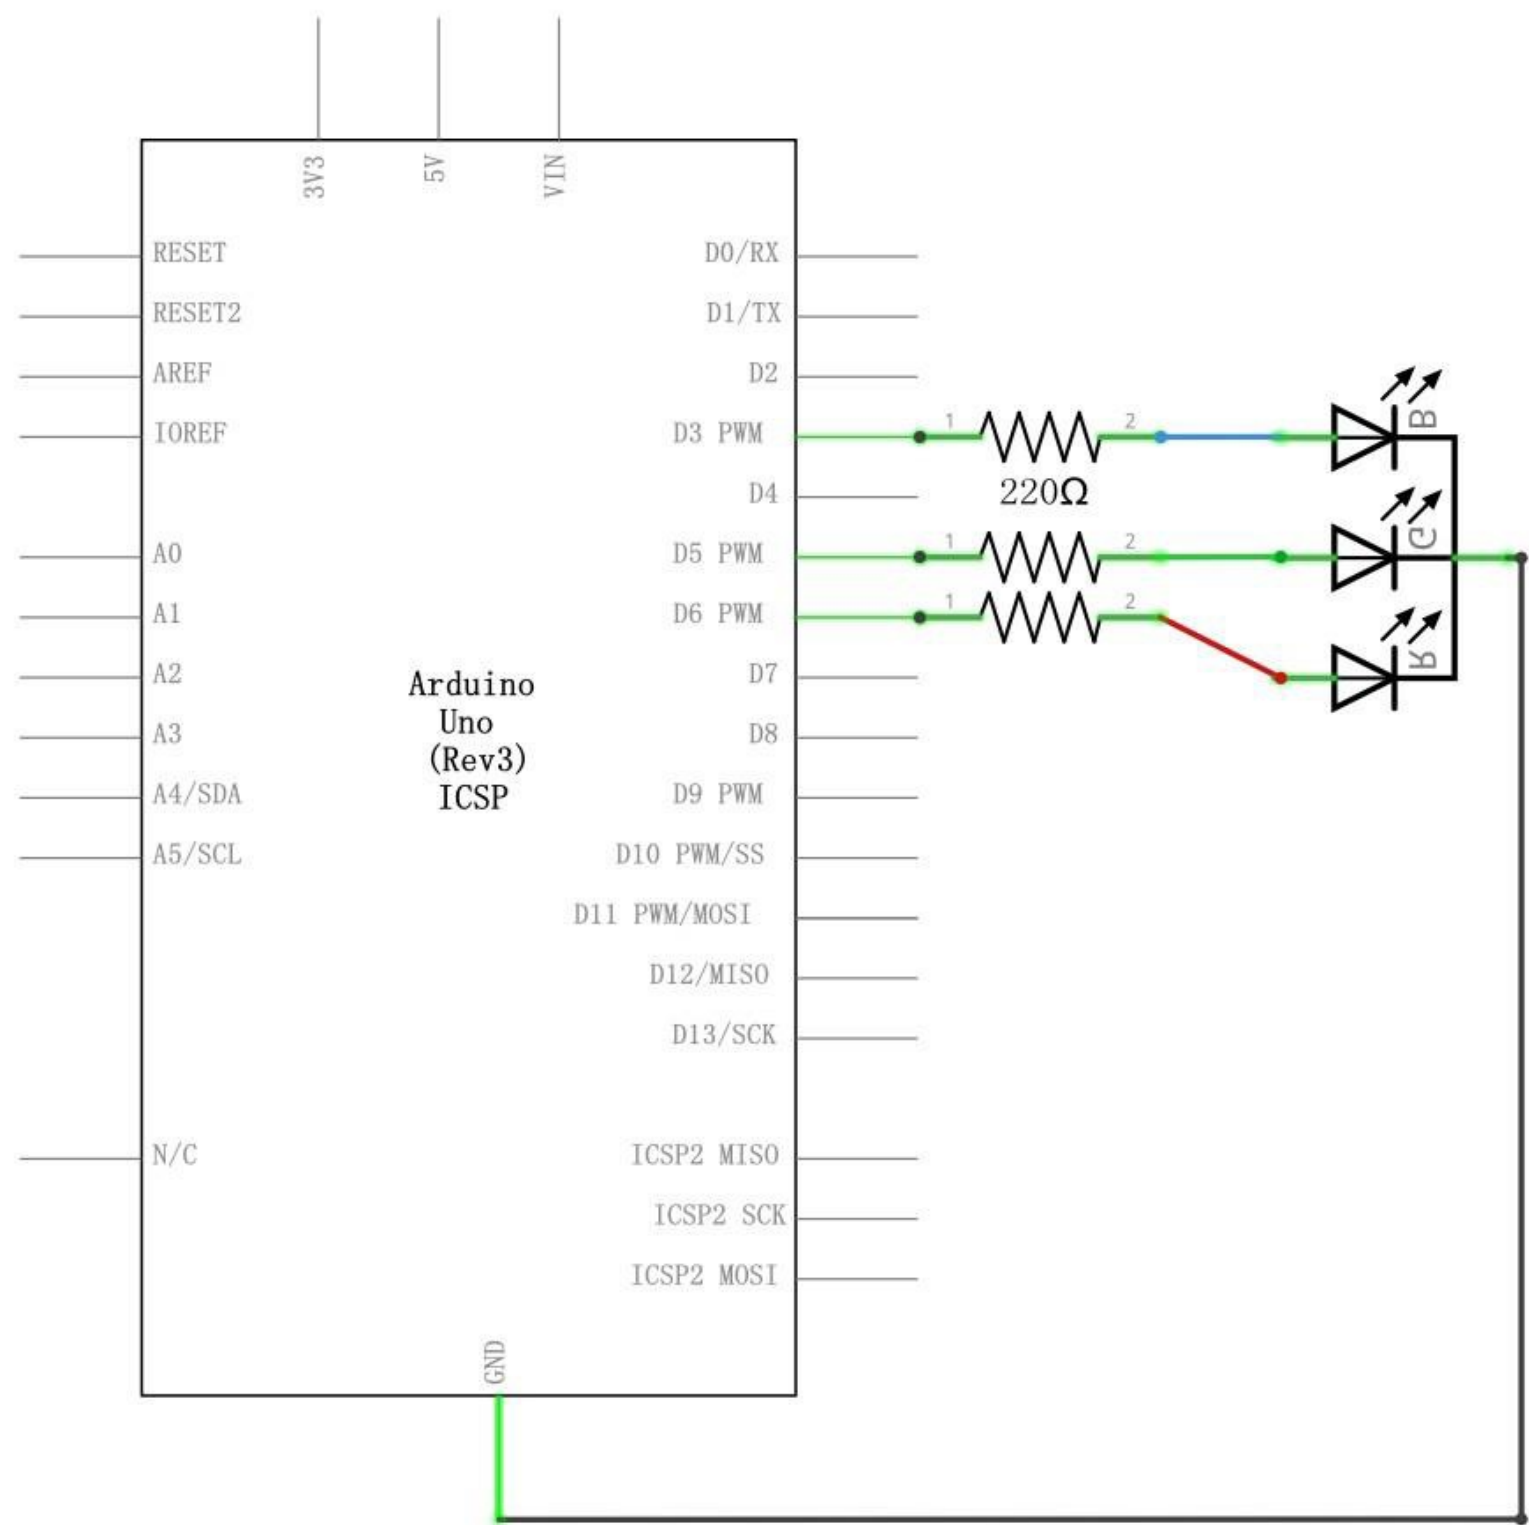 3V3
5V
VIN
RESET
D0/RX
RESET2
D1/TX
AREF
D2
IOREF
D3 PWM
1
2
B
220Ω
D4
A0
D5 PWM
1
2
G
A1
D6 PWM
1
2
R
A2
D7
Arduino
Uno
(Rev3)
ICSP
A3
D8
A4/SDA
D9 PWM
A5/SCL
D10 PWM/SS
D11 PWM/MOSI
D12/MISO
D13/SCK
N/C
ICSP2 MISO
ICSP2 SCK
ICSP2 MOSI
GND